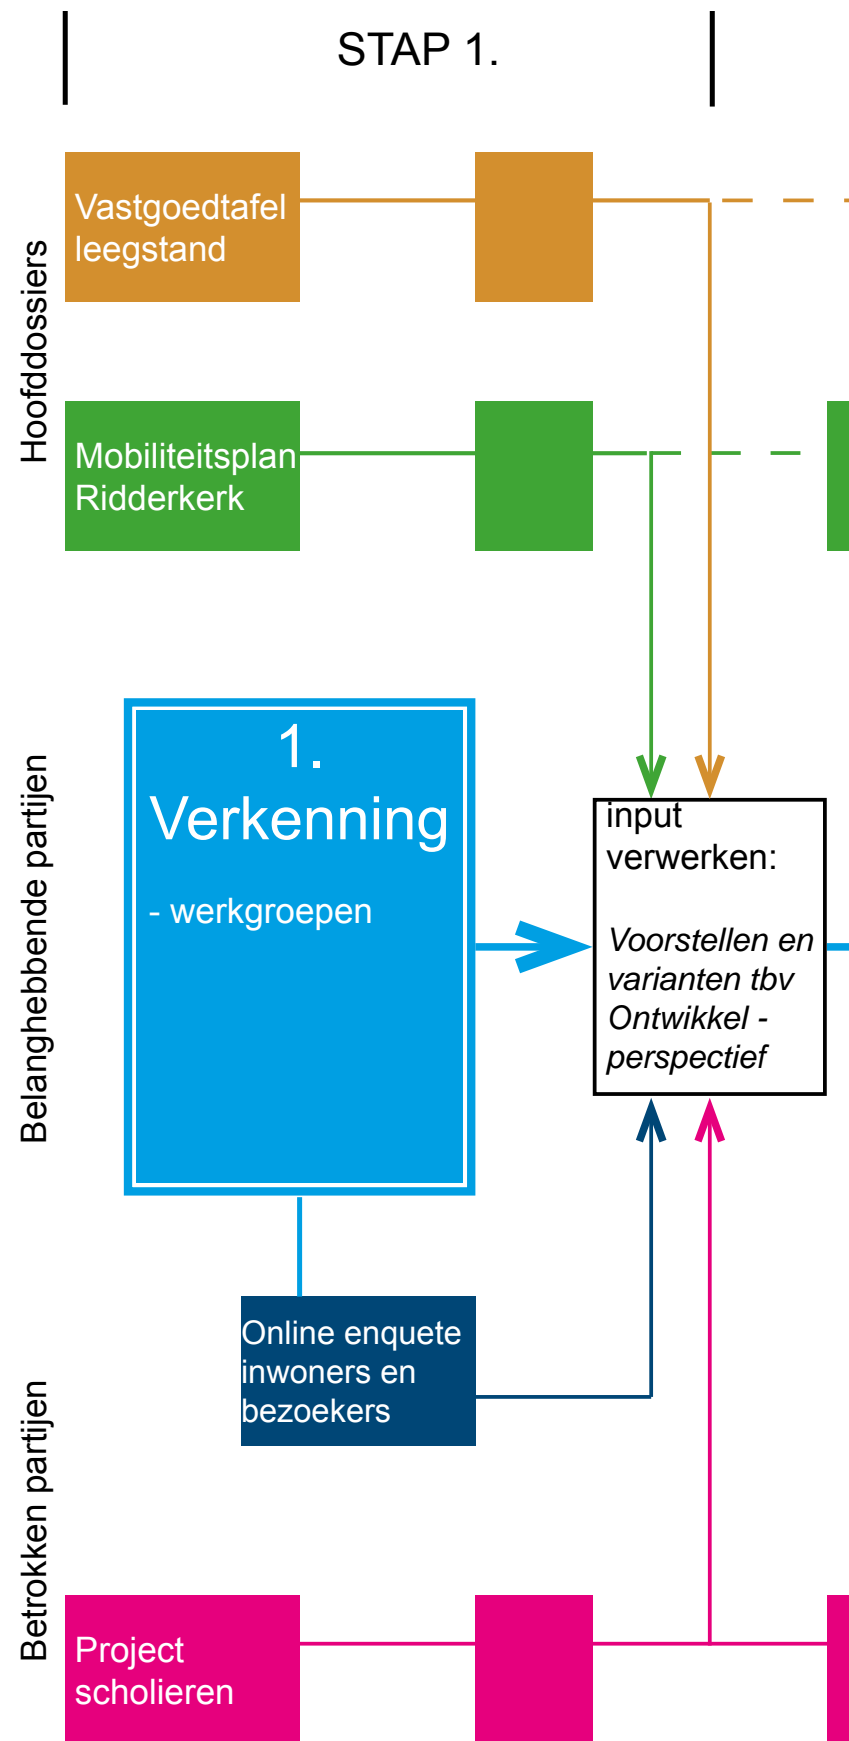 STAP 1.
Hoofddossiers
Vastgoedtafel
leegstand
Mobiliteitsplan
Ridderkerk
Belanghebbende partijen
1.
Verkenning
- werkgroepen
input
verwerken:
Voorstellen en
varianten tbv
Ontwikkel -
perspectief
Betrokken partijen
Online enquete
inwoners en
bezoekers
Project
scholieren